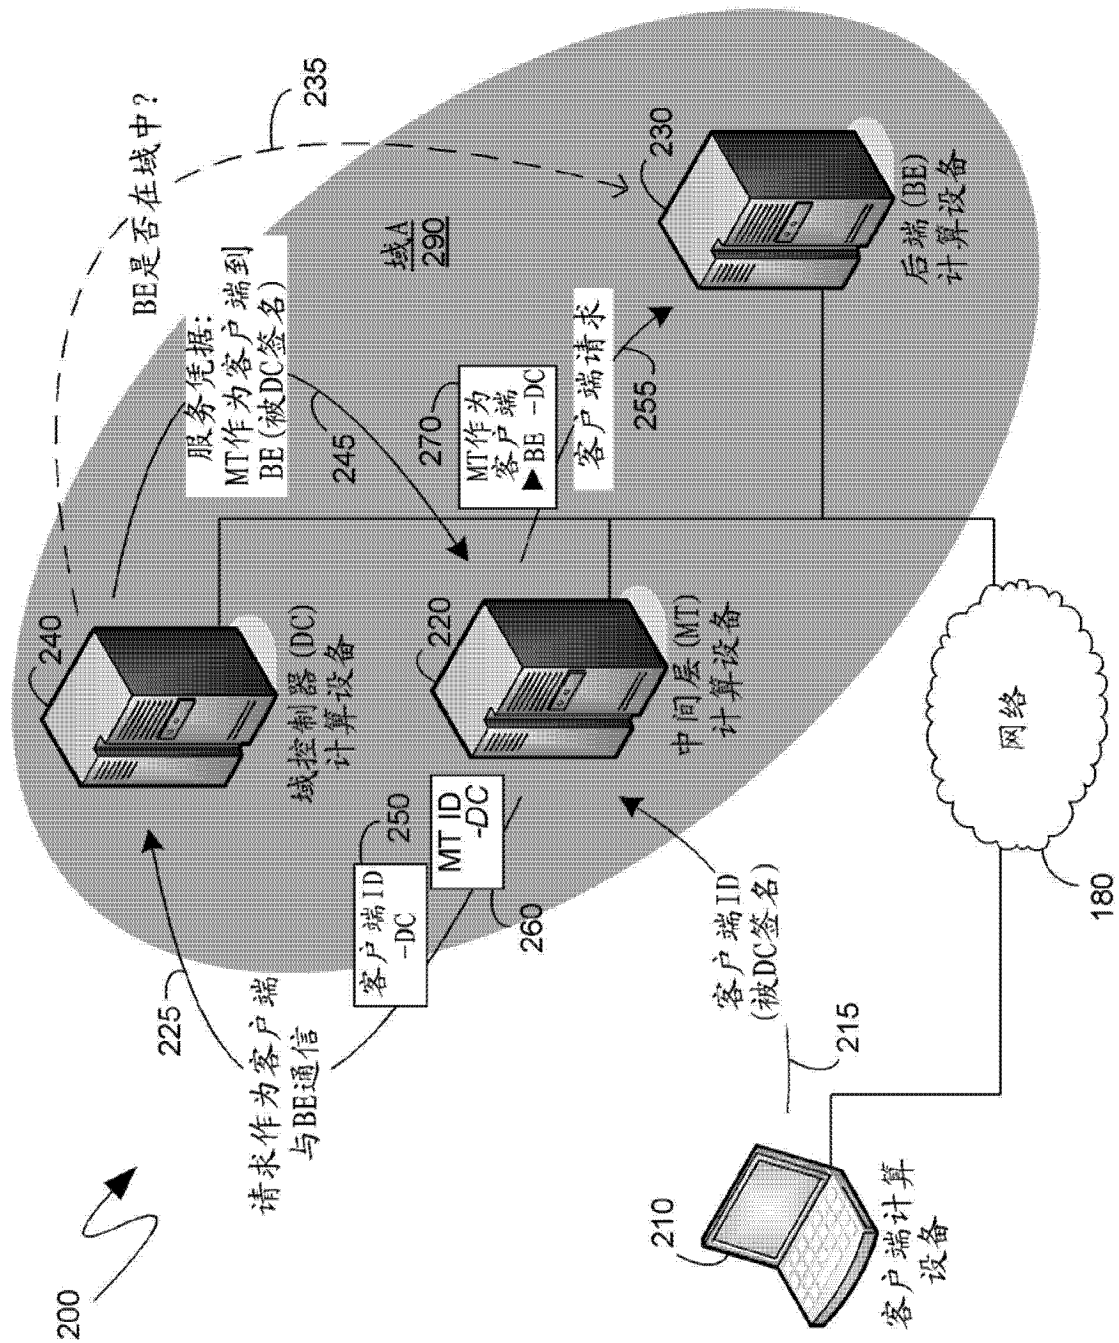 200
240
域控制器(DC)
计算设备
BE是否在域中?
235
服务凭据:
MT作为客户端到
BE(被DC签名)
245
域A
290
225
请求作为客户端
与BE通信
客户端ID
-DC
250
MT ID
-DC
260
220
中间层(MT)
计算设备
270
MT作为
客户端
▶BE -DC
客户端请求
255
230
后端(BE)
计算设备
客户端ID
(被DC签名)
215
210
客户端计算
设备
网络
180